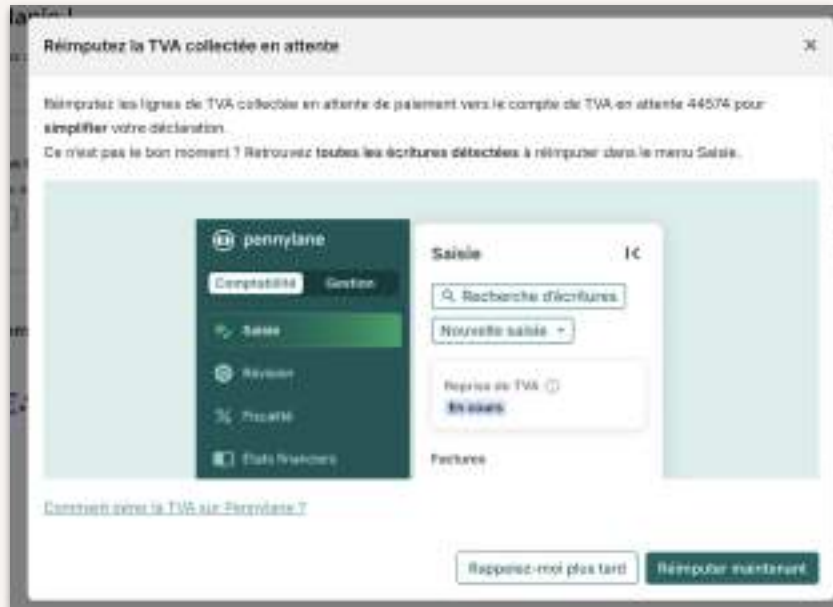 Réimputez la TVA collectée en attente
Réimputez les lignes de TVA collectée en attente de paiement vers le compte de TVA en attente 44574 pour
simplifier votre déclaration.
Ce n'est pas le bon moment ? Retrouvez toutes les écritures détectées à réimputer dans le menu Saisie.
pennylane
Comptabilité Gestion
Saisie
Révision
Fiscalité
États financiers
Saisie
Recherche d'écritures
Nouvelle saisie
Reprise de TVA
En cours
Factures
Comment gérer la TVA sur Pennylane ?
Rappelez-moi plus tard
Réimputer maintenant